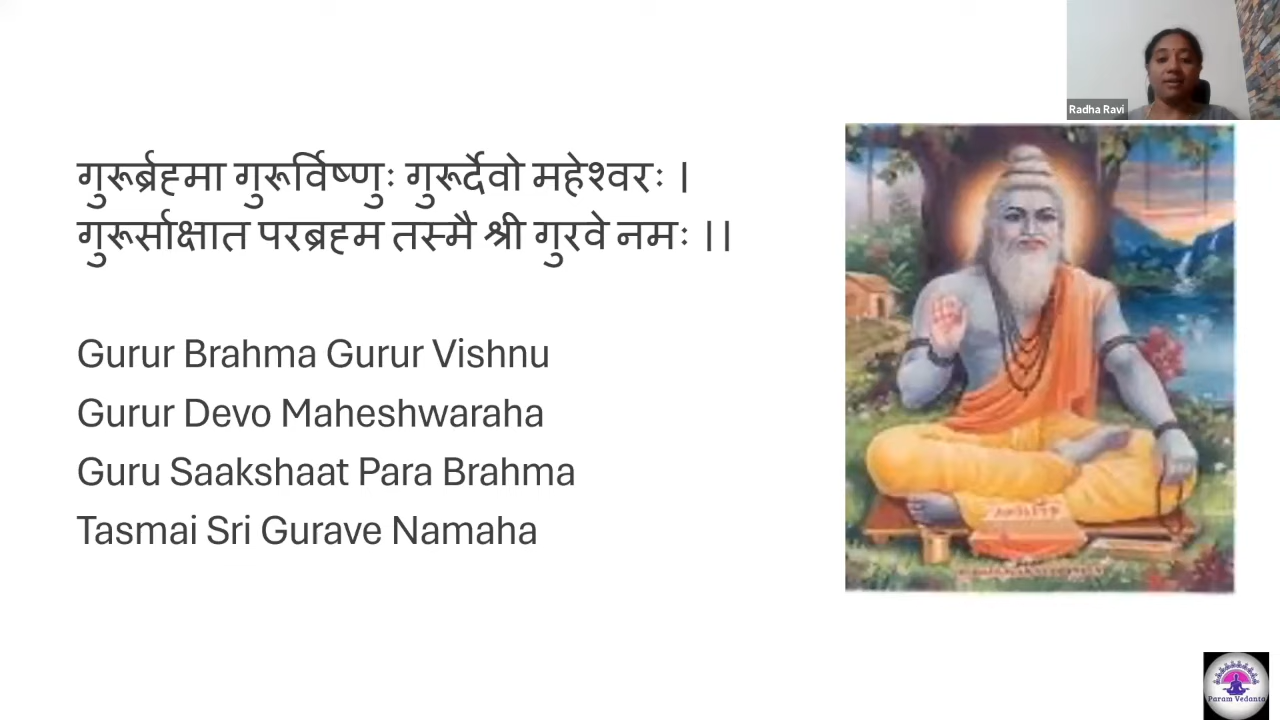 Radha Ravi
गुरूर्ब्रह्मा गुरूर्विष्णुः गुरूर्देवो महेश्वरः |
गुरूर्साक्षात परब्रह्म तस्मै श्री गुरवे नमः ||
Gurur Brahma Gurur Vishnu
Gurur Devo Maheshwaraha
Guru Saakshaat Para Brahma
Tasmai Sri Gurave Namaha
Param Vedanta